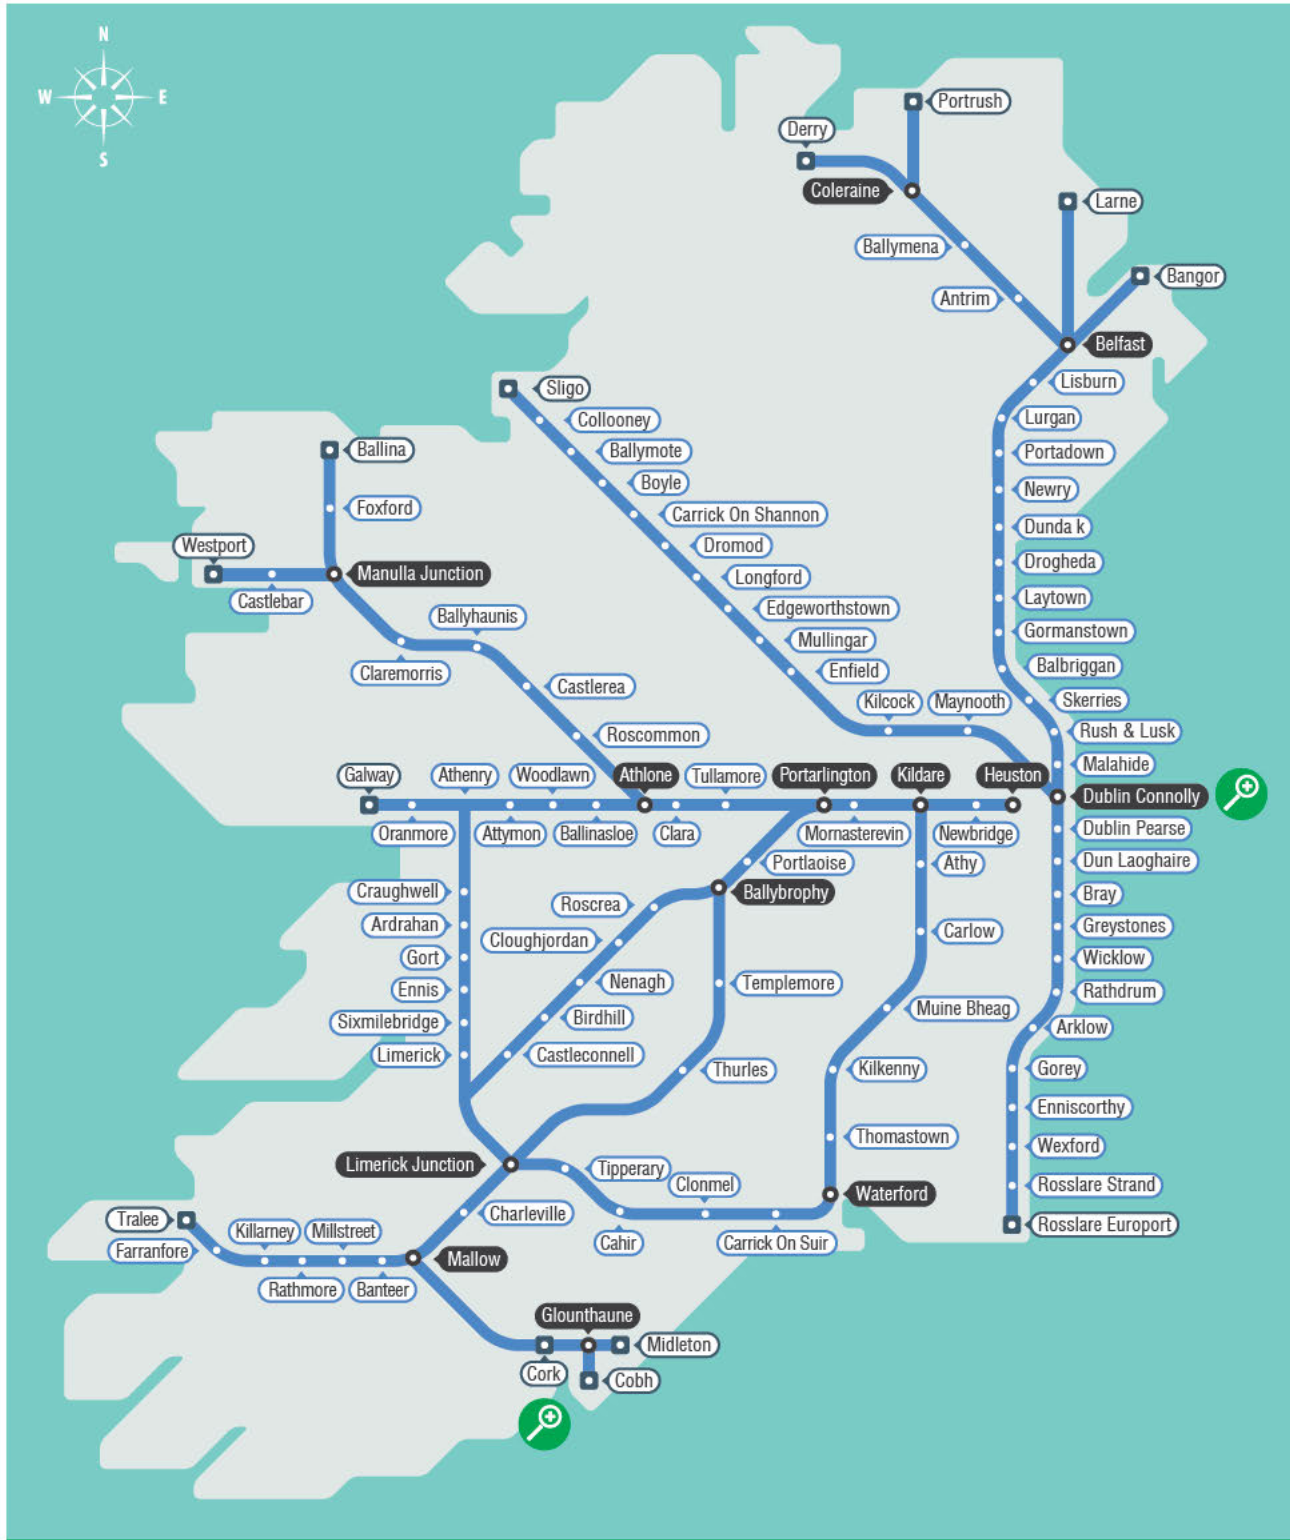 N
W E
S
Portrush
Derry
Coleraine
Larne
Ballymena
Bangor
Antrim
Belfast
Lisburn
Sligo
Lurgan
Collooney
Ballina
Ballymote
Portadown
Boyle
Newry
Foxford
Carrick On Shannon
Dunda k
Westport
Dromod
Drogheda
Manulla Junction
Longford
Castlebar
Laytown
Edgeworthstown
Ballyhaunis
Gormanstown
Mullingar
Claremorris
Enfield
Balbriggan
Castlerea
Kilcock
Maynooth
Skerries
Roscommon
Rush & Lusk
Malahide
Galway
Athenry
Woodlawn
Athlone
Tullamore
Portarlington
Kildare
Heuston
Dublin Connolly
Oranmore
Attymon
Ballinasloe
Clara
Mornasterevin
Newbridge
Dublin Pearse
Portlaoise
Athy
Dun Laoghaire
Craughwell
Ballybrophy
Bray
Roscrea
Ardrahan
Greystones
Cloughjordan
Carlow
Gort
Wicklow
Nenagh
Templemore
Ennis
Rathdrum
Muine Bheag
Birdhill
Sixmilebridge
Arklow
Limerick
Castleconnell
Thurles
Kilkenny
Gorey
Enniscorthy
Thomastown
Wexford
Limerick Junction
Tipperary
Clonmel
Rosslare Strand
Waterford
Charleville
Tralee
Rosslare Europort
Killarney
Millstreet
Cahir
Carrick On Suir
Farranfore
Mallow
Rathmore
Banteer
Glounthaune
Midleton
Cork
Cobh